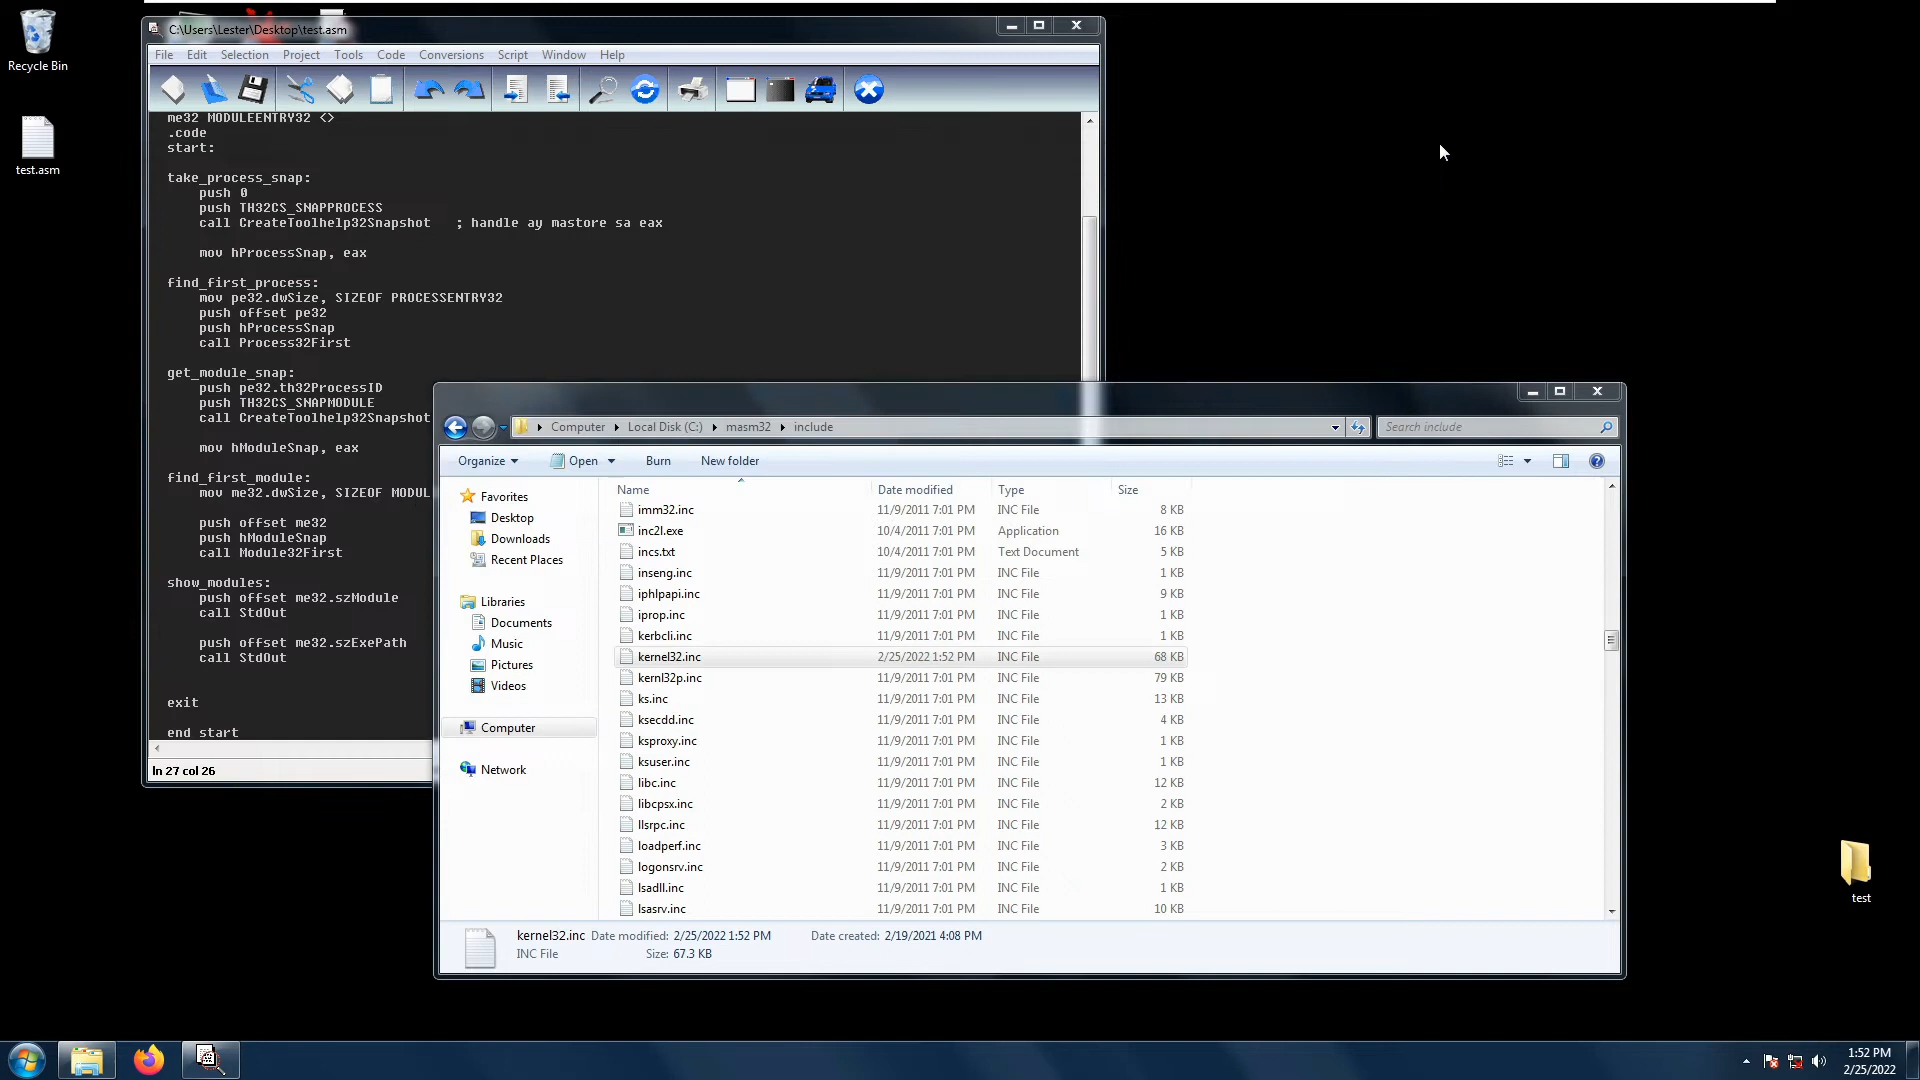 Recycle Bin
test.asm
C:\Users\Lester\Desktop\test.asm
File Edit Selection Project Tools Code Conversions Script Window Help
me32 MODULEENTRY32 <>
.code
start:
take_process_snap:
push 0
push TH32CS_SNAPPROCESS
call CreateToolhelp32Snapshot ; handle ay mastore sa eax
mov hProcessSnap, eax
find_first_process:
mov pe32.dwSize, SIZEOF PROCESSENTRY32
push offset pe32
push hProcessSnap
call Process32First
get_module_snap:
push pe32.th32ProcessID
push TH32CS_SNAPMODULE
call CreateToolhelp32Snapshot
mov hModuleSnap, eax
find_first_module:
mov me32.dwSize, SIZEOF MODUL
push offset me32
push hModuleSnap
call Module32First
show_modules:
push offset me32.szModule
call StdOut
push offset me32.szExePath
call StdOut
exit
end start
ln 27 col 26
Computer Local Disk (C:) masm32 include
Search include
Organize Open Burn New folder
Favorites
Desktop
Downloads
Recent Places
Libraries
Documents
Music
Pictures
Videos
Computer
Network
Name Date modified Type Size
imm32.inc 11/9/2011 7:01 PM INC File 8 KB
inc2l.exe 10/4/2011 7:01 PM Application 16 KB
incs.txt 10/4/2011 7:01 PM Text Document 5 KB
inseng.inc 11/9/2011 7:01 PM INC File 1 KB
iphlpapi.inc 11/9/2011 7:01 PM INC File 9 KB
iprop.inc 11/9/2011 7:01 PM INC File 1 KB
kerbcli.inc 11/9/2011 7:01 PM INC File 1 KB
kernel32.inc 2/25/2022 1:52 PM INC File 68 KB
kernl32p.inc 11/9/2011 7:01 PM INC File 79 KB
ks.inc 11/9/2011 7:01 PM INC File 13 KB
ksecdd.inc 11/9/2011 7:01 PM INC File 4 KB
ksproxy.inc 11/9/2011 7:01 PM INC File 1 KB
ksuser.inc 11/9/2011 7:01 PM INC File 1 KB
libc.inc 11/9/2011 7:01 PM INC File 12 KB
libcpsx.inc 11/9/2011 7:01 PM INC File 2 KB
llsrpc.inc 11/9/2011 7:01 PM INC File 12 KB
loadperf.inc 11/9/2011 7:01 PM INC File 3 KB
logonsrv.inc 11/9/2011 7:01 PM INC File 2 KB
lsadll.inc 11/9/2011 7:01 PM INC File 1 KB
lsasrv.inc 11/9/2011 7:01 PM INC File 10 KB
kernel32.inc Date modified: 2/25/2022 1:52 PM Date created: 2/19/2021 4:08 PM
INC File Size: 67.3 KB
test
1:52 PM
2/25/2022